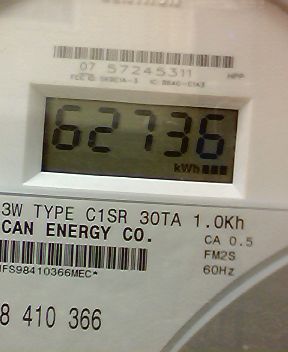 07 57245311
HPP
62736
kWh
3W TYPE C1SR 30TA 1.0Kh
CAN ENERGY CO.
CA 0.5
FM2S
60Hz
IFS98410366MEC*
8 410 366